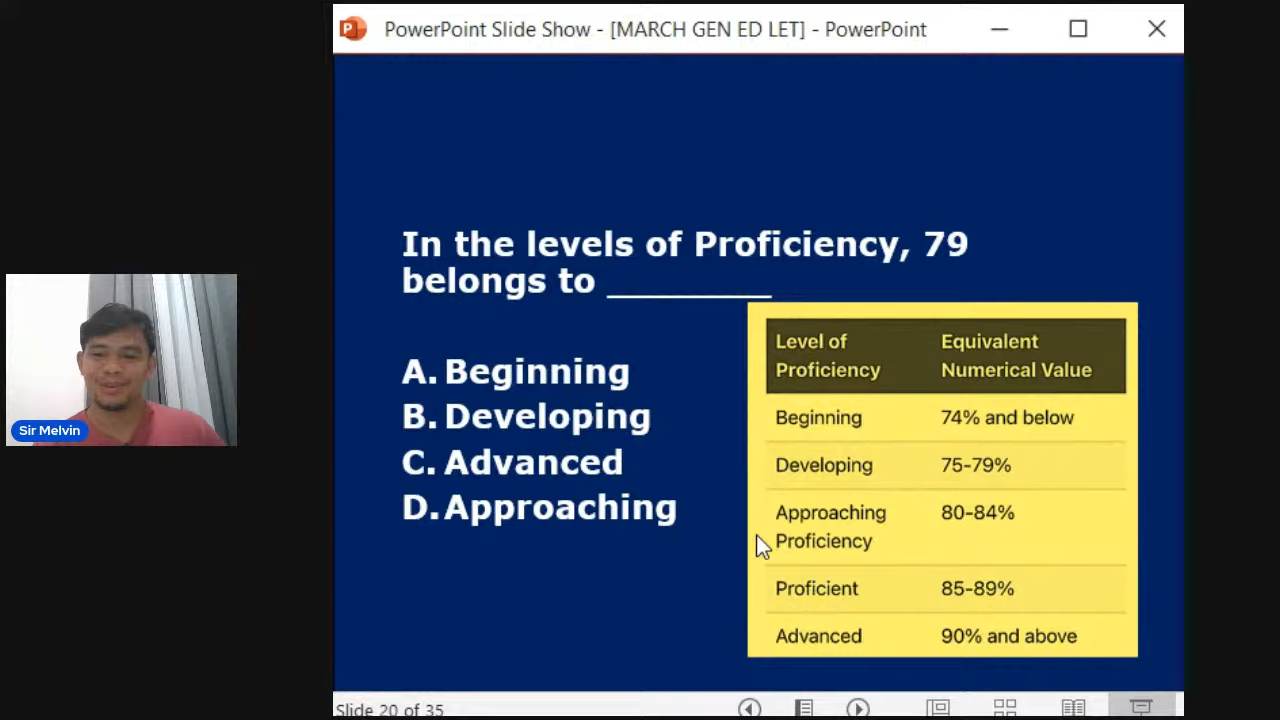 PowerPoint Slide Show - [MARCH GEN ED LET] - PowerPoint
In the levels of Proficiency, 79
belongs to ________
A. Beginning
B. Developing
C. Advanced
D. Approaching
Level of Proficiency Equivalent Numerical Value
Beginning 74% and below
Developing 75-79%
Approaching Proficiency 80-84%
Proficient 85-89%
Advanced 90% and above
Sir Melvin
Slide 20 of 35